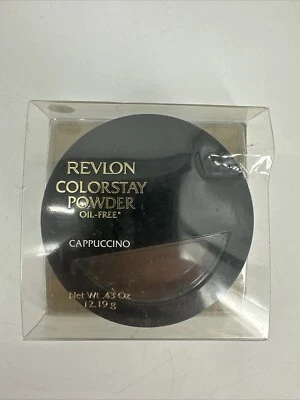 REVLON
COLORSTAY
POWDER
OIL-FREE*
CAPPUCCINO
Net Wt .43 Oz
12.19 g